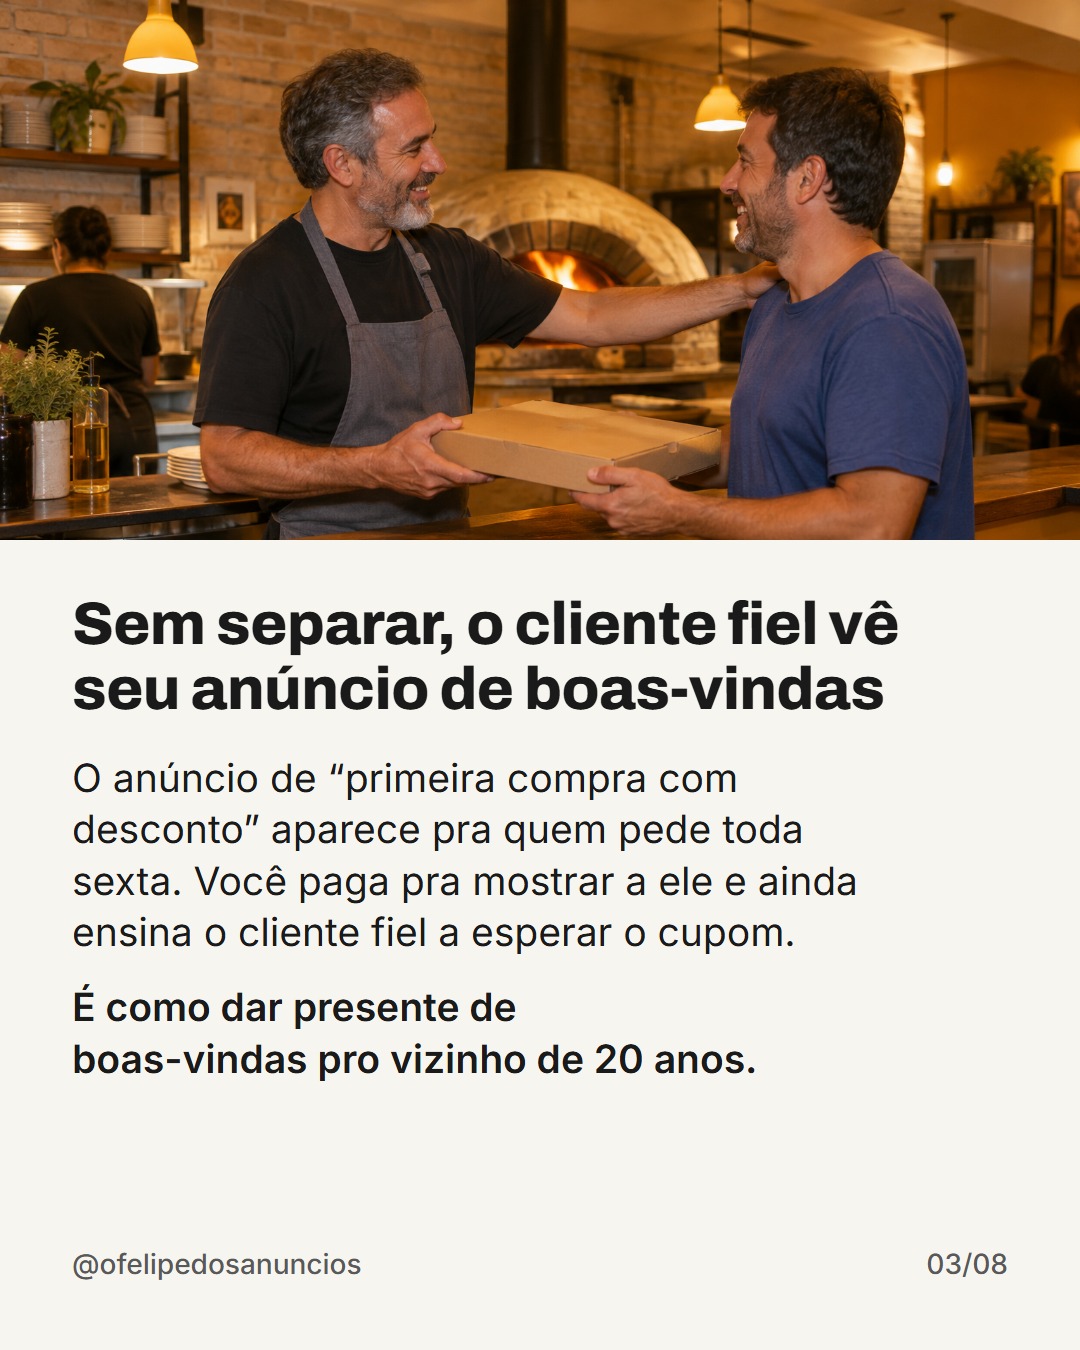 Sem separar, o cliente fiel vê
seu anúncio de boas-vindas
O anúncio de “primeira compra com
desconto” aparece pra quem pede toda
sexta. Você paga pra mostrar a ele e ainda
ensina o cliente fiel a esperar o cupom.
É como dar presente de
boas-vindas pro vizinho de 20 anos.
@ofelipedosanuncios
03/08